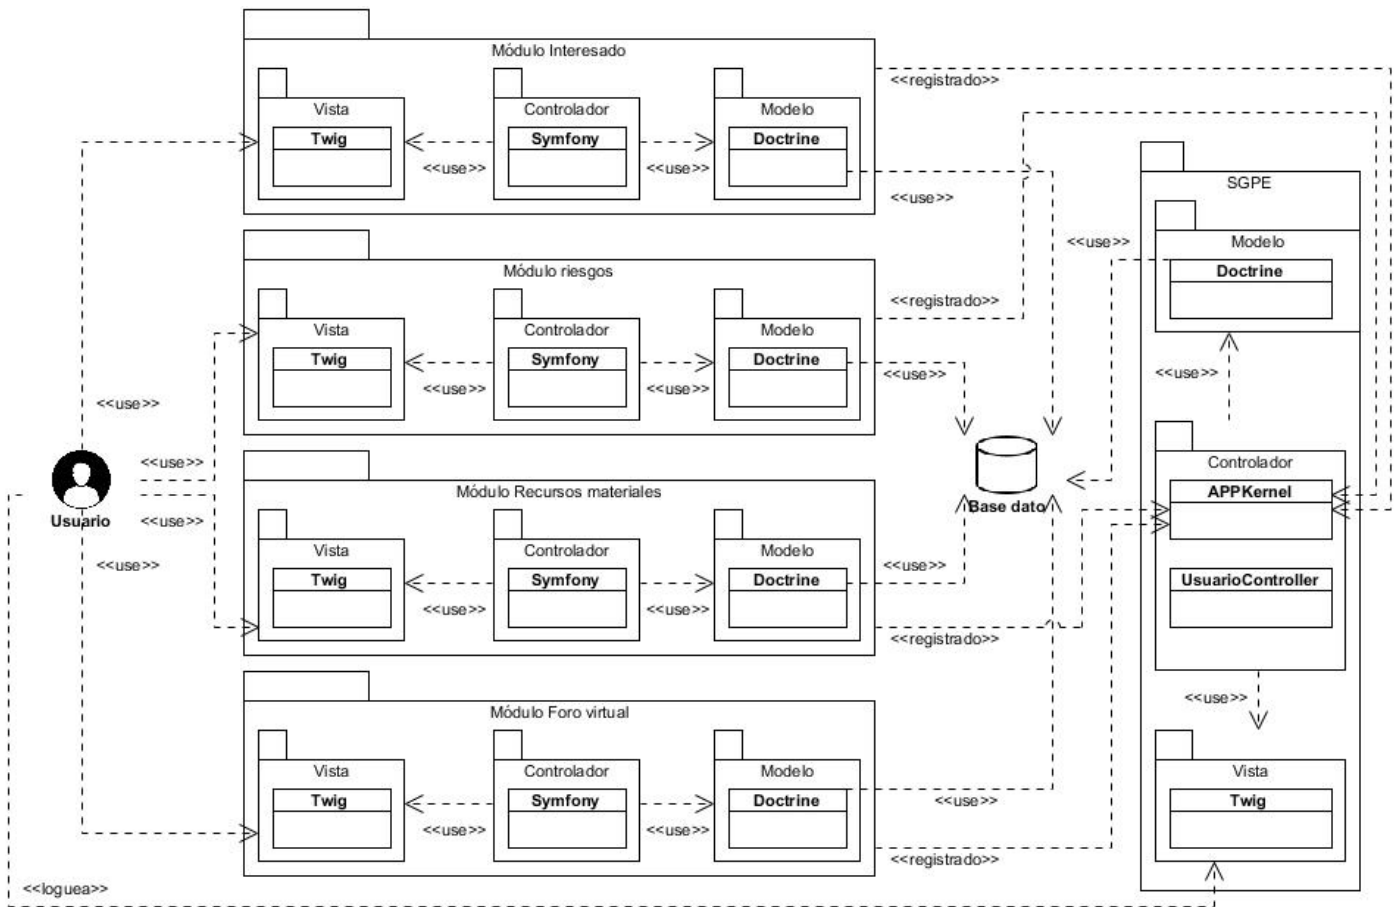 Módulo Interesado
<<registrado>>
Vista
Controlador
Modelo
Twig
Symfony
Doctrine
<<use>>
<<use>>
<<use>>
SGPE
Modelo
Doctrine
<<use>>
<<use>>
Módulo riesgos
<<registrado>>
Vista
Controlador
Modelo
Twig
Symfony
Doctrine
<<use>>
<<use>>
<<use>>
<<use>>
<<use>>
Usuario
<<use>>
<<use>>
Base dato
Controlador
APPKernel
UsuarioController
<<use>>
Módulo Recursos materiales
Vista
Controlador
Modelo
Twig
Symfony
Doctrine
<<use>>
<<use>>
<<use>>
<<registrado>>
Módulo Foro virtual
Vista
Controlador
Modelo
Twig
Symfony
Doctrine
<<use>>
<<use>>
<<use>>
<<registrado>>
Vista
Twig
<<loguea>>